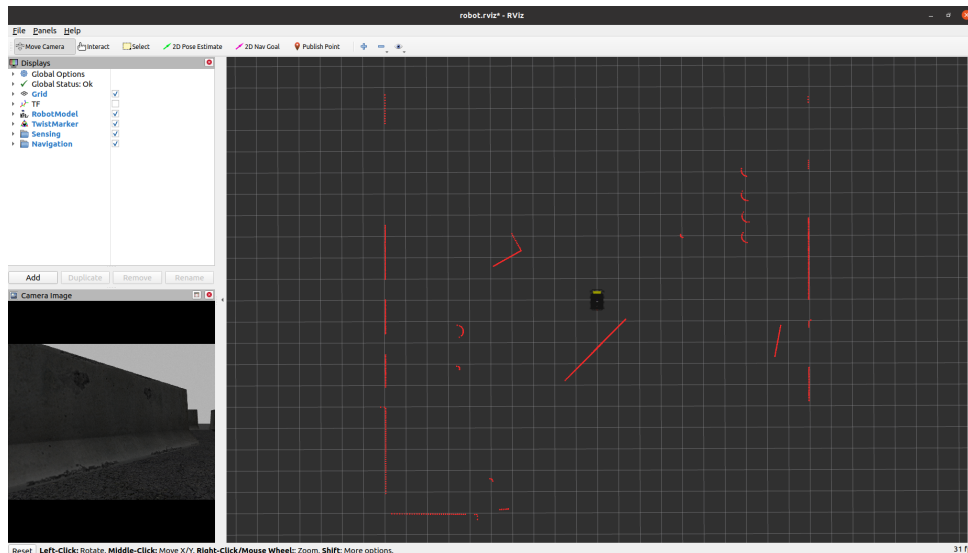 robot.rviz* - RViz
File Panels Help
Move Camera Interact Select 2D Pose Estimate 2D Nav Goal Publish Point
Displays
Global Options
Global Status: Ok
Grid
TF
RobotModel
TwistMarker
Sensing
Navigation
Add Duplicate Remove Rename
Camera Image
Reset Left-Click: Rotate. Middle-Click: Move X/Y. Right-Click/Mouse Wheel:: Zoom. Shift: More options.
31 f